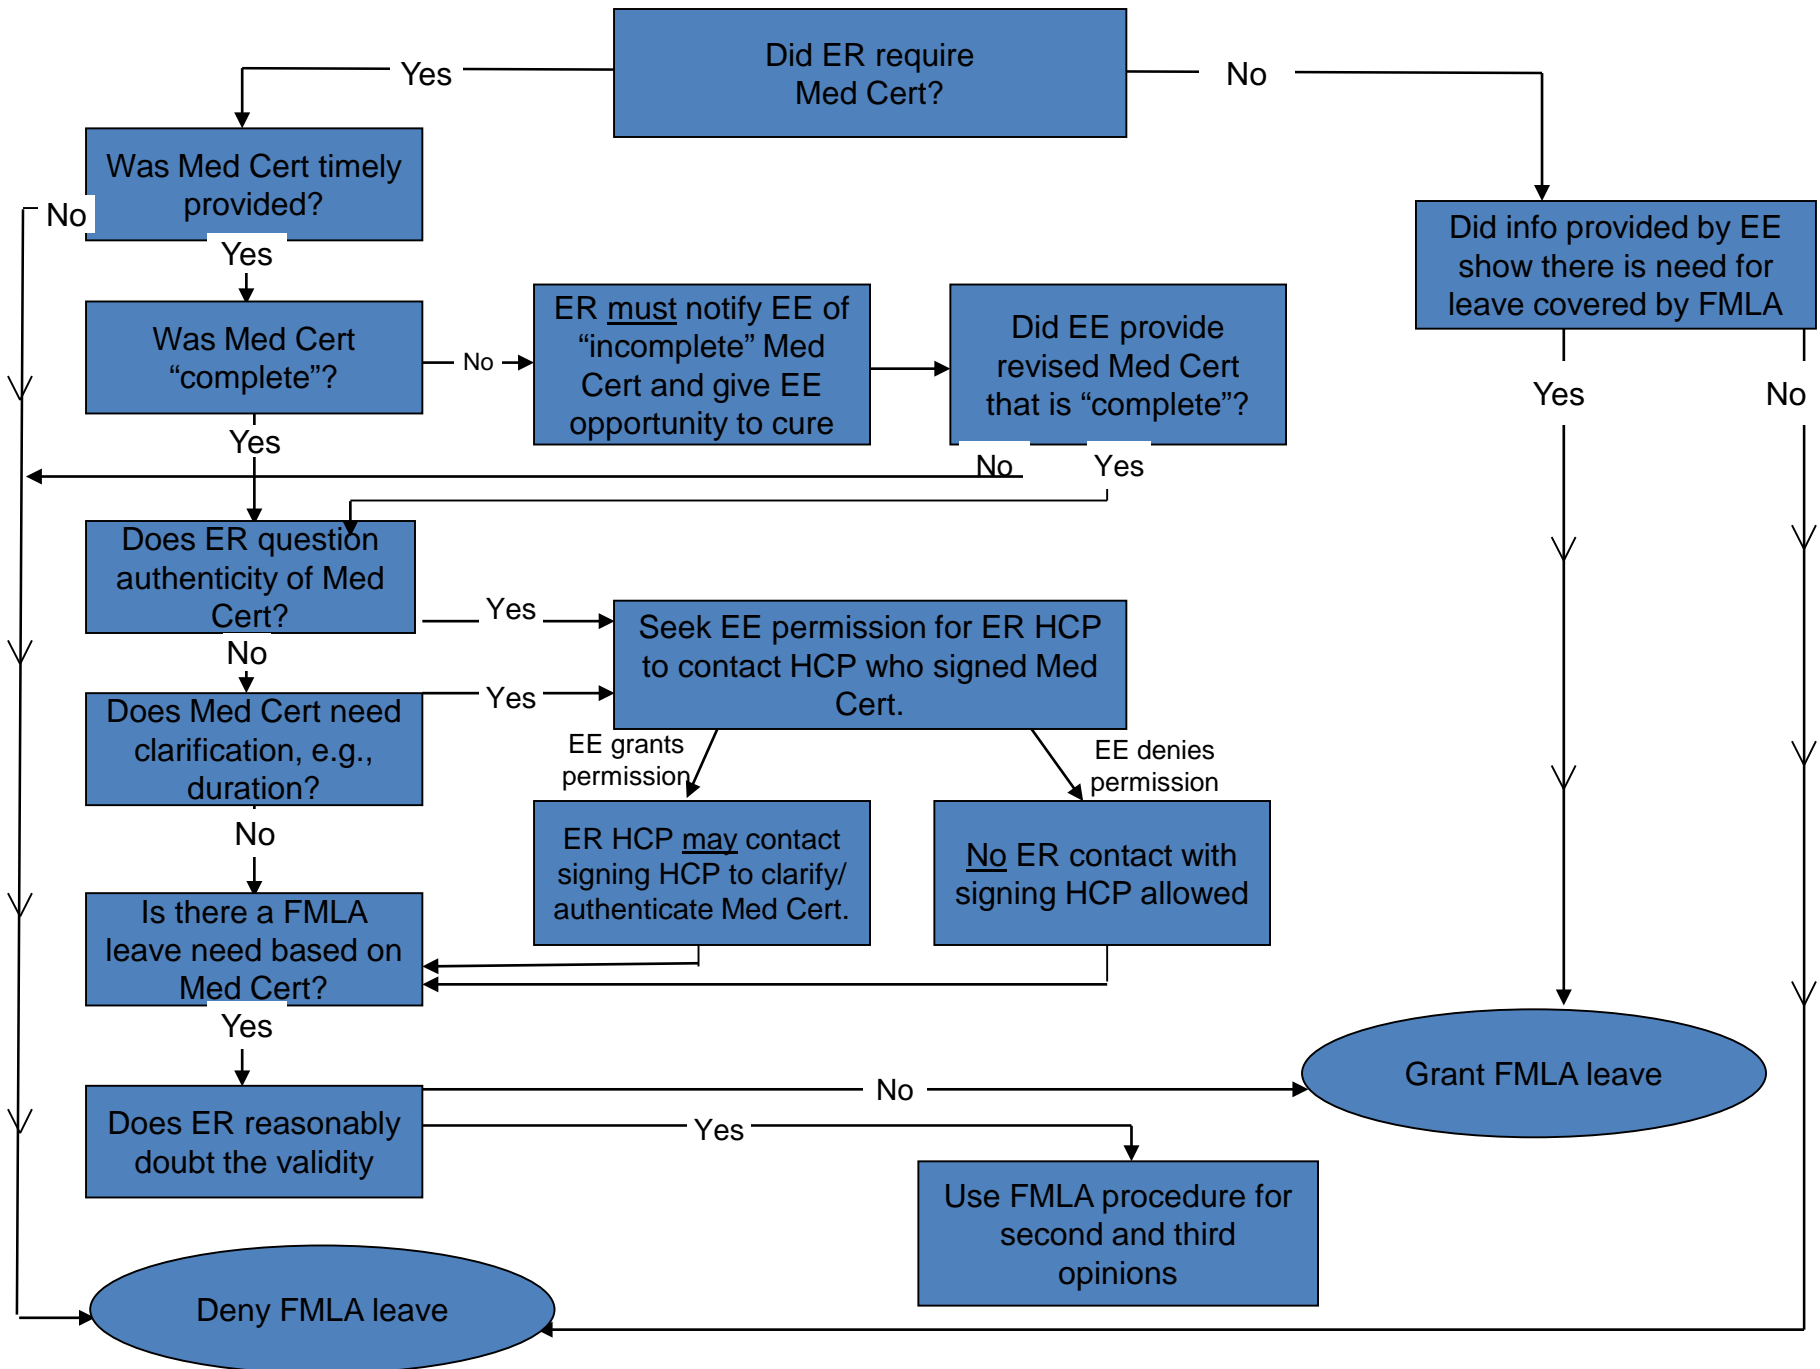 Did ER require
Med Cert?
Yes
No
Was Med Cert timely
provided?
No
Yes
Did info provided by EE
show there is need for
leave covered by FMLA
Was Med Cert
“complete”?
No
ER must notify EE of
“incomplete” Med
Cert and give EE
opportunity to cure
Did EE provide
revised Med Cert
that is “complete”?
Yes
No
Yes
No
Yes
Does ER question
authenticity of Med
Cert?
Yes
No
Seek EE permission for ER HCP
to contact HCP who signed Med
Cert.
Does Med Cert need
clarification, e.g.,
duration?
Yes
No
EE grants
permission
EE denies
permission
ER HCP may contact
signing HCP to clarify/
authenticate Med Cert.
No ER contact with
signing HCP allowed
Is there a FMLA
leave need based on
Med Cert?
Yes
Does ER reasonably
doubt the validity
No
Yes
Grant FMLA leave
Use FMLA procedure for
second and third
opinions
Deny FMLA leave